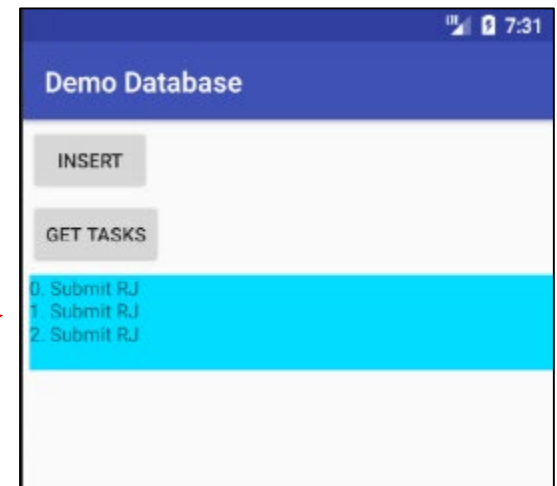 7:31
Demo Database
INSERT
GET TASKS
0. Submit RJ
1. Submit RJ
2. Submit RJ